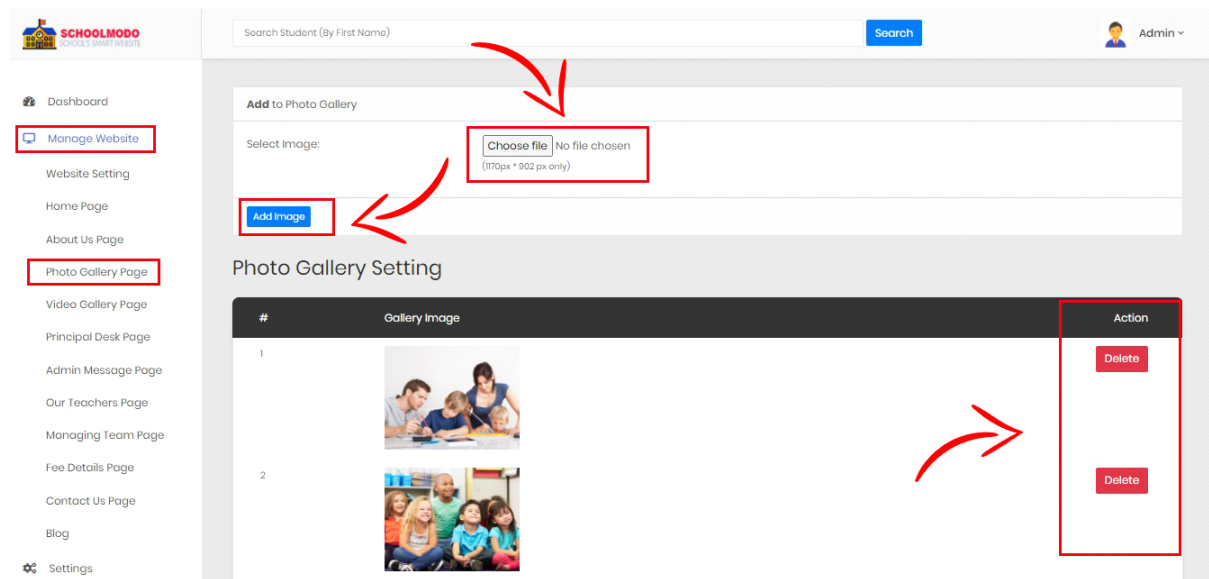 SCHOOLMODO
SCHOOL'S SMART WEBSITE
Search Student (By First Name)
Search
Admin
Dashboard
Manage Website
Website Setting
Home Page
About Us Page
Photo Gallery Page
Video Gallery Page
Principal Desk Page
Admin Message Page
Our Teachers Page
Managing Team Page
Fee Details Page
Contact Us Page
Blog
Settings
Add to Photo Gallery
Select Image:
Choose file No file chosen
(1170px * 902 px only)
Add Image
Photo Gallery Setting
# Gallery Image Action
1 Delete
2 Delete